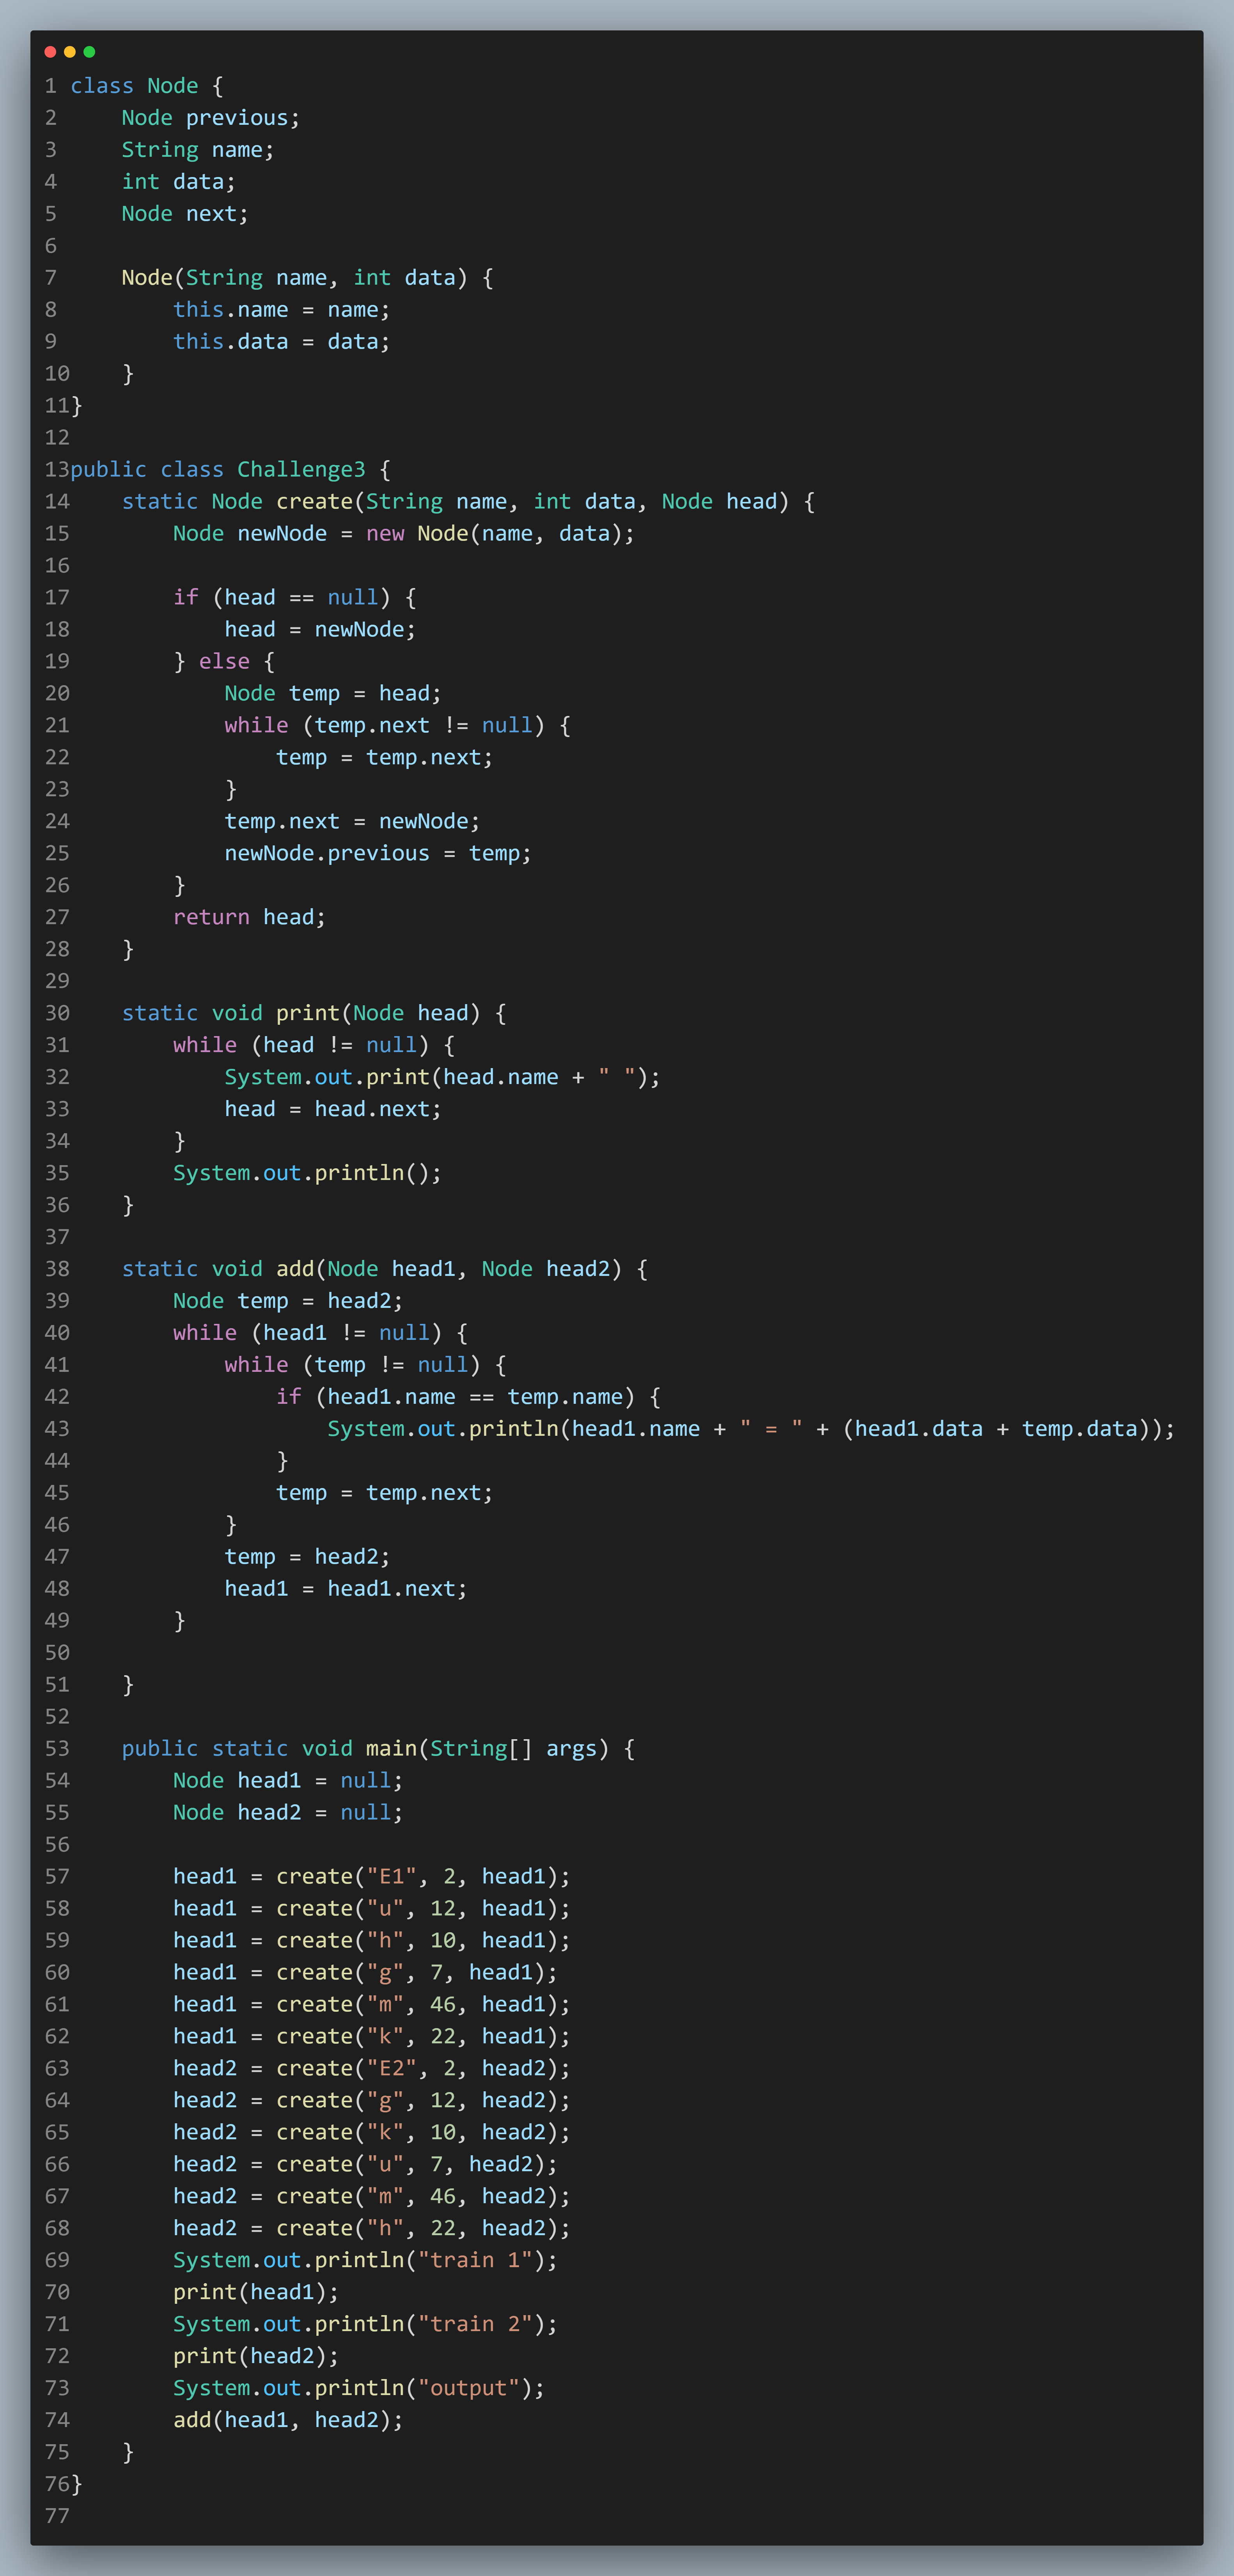 1 class Node {
2     Node previous;
3     String name;
4     int data;
5     Node next;
6
7     Node(String name, int data) {
8         this.name = name;
9         this.data = data;
10     }
11}
12
13public class Challenge3 {
14    static Node create(String name, int data, Node head) {
15        Node newNode = new Node(name, data);
16
17        if (head == null) {
18            head = newNode;
19        } else {
20            Node temp = head;
21            while (temp.next != null) {
22                temp = temp.next;
23            }
24            temp.next = newNode;
25            newNode.previous = temp;
26        }
27        return head;
28    }
29
30    static void print(Node head) {
31        while (head != null) {
32            System.out.print(head.name + " ");
33            head = head.next;
34        }
35        System.out.println();
36    }
37
38    static void add(Node head1, Node head2) {
39        Node temp = head2;
40        while (head1 != null) {
41            while (temp != null) {
42                if (head1.name == temp.name) {
43                    System.out.println(head1.name + " = " + (head1.data + temp.data));
44                }
45                temp = temp.next;
46            }
47            temp = head2;
48            head1 = head1.next;
49        }
50
51    }
52
53    public static void main(String[] args) {
54        Node head1 = null;
55        Node head2 = null;
56
57        head1 = create("E1", 2, head1);
58        head1 = create("u", 12, head1);
59        head1 = create("h", 10, head1);
60        head1 = create("g", 7, head1);
61        head1 = create("m", 46, head1);
62        head1 = create("k", 22, head1);
63        head2 = create("E2", 2, head2);
64        head2 = create("g", 12, head2);
65        head2 = create("k", 10, head2);
66        head2 = create("u", 7, head2);
67        head2 = create("m", 46, head2);
68        head2 = create("h", 22, head2);
69        System.out.println("train 1");
70        print(head1);
71        System.out.println("train 2");
72        print(head2);
73        System.out.println("output");
74        add(head1, head2);
75    }
76}
77